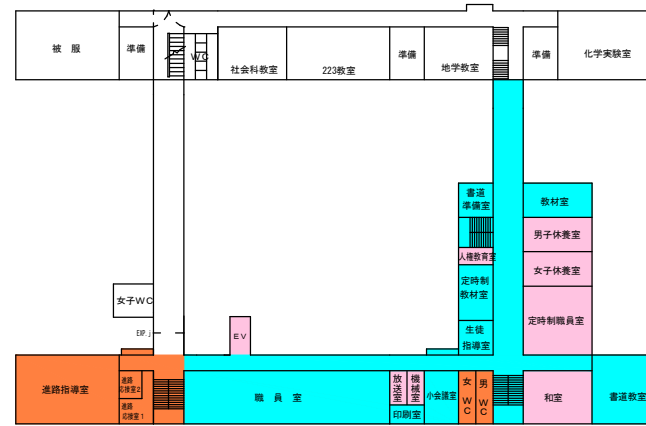 被 服
準備
WC
社会科教室
223教室
準備
地学教室
準備
化学実験室
書道
準備室
教材室
男子休養室
人権教育室
女子休養室
定時制
教材室
定時制職員室
女子WC
EXP.j
EV
生徒
指導室
進路指導室
進路
応接室2
進路
応接室1
職 員 室
放送室
機械室
印刷室
小会議室
女WC
男WC
和室
書道教室